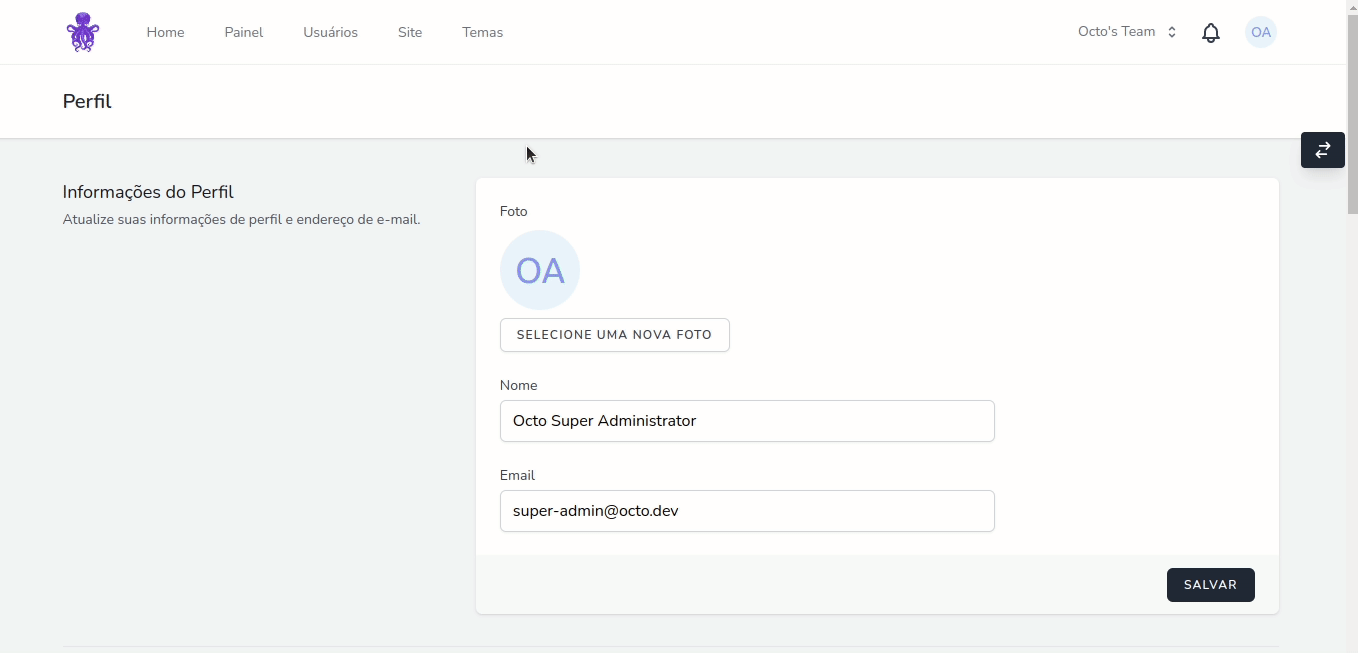 Home Painel Usuários Site Temas Octo's Team OA
Perfil
Informações do Perfil
Atualize suas informações de perfil e endereço de e-mail.
Foto
OA
SELECIONE UMA NOVA FOTO
Nome
Octo Super Administrator
Email
super-admin@octo.dev
SALVAR